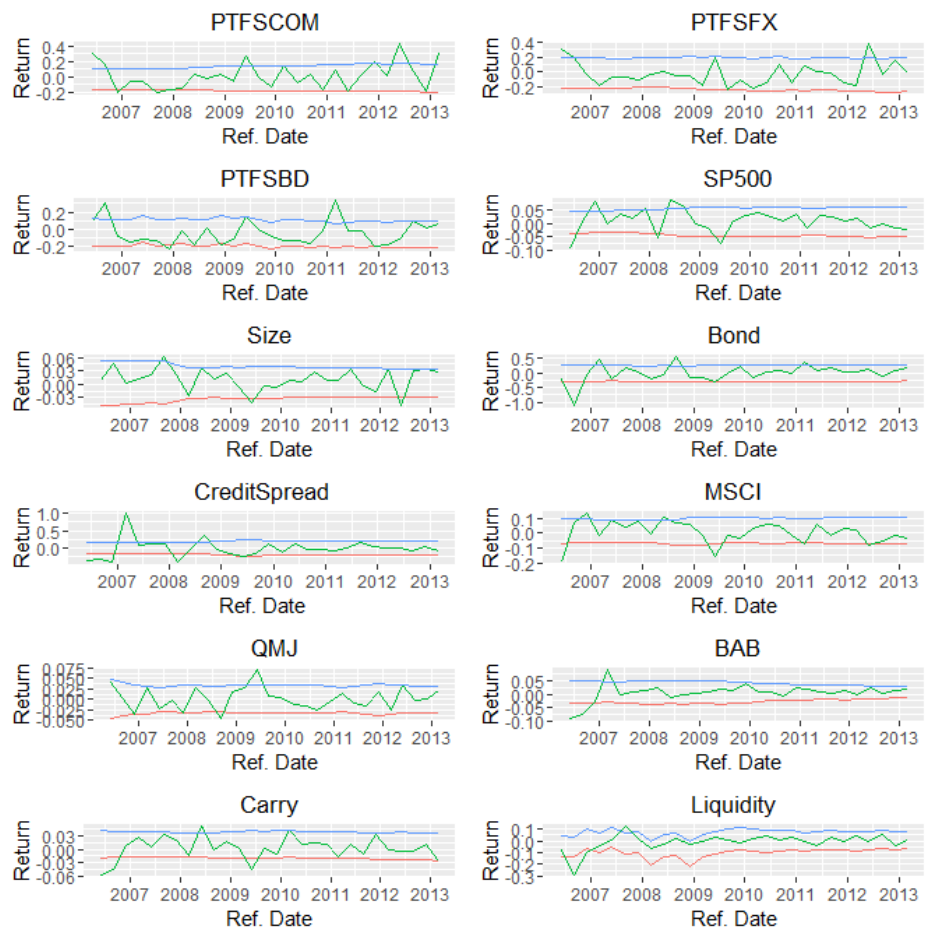 PTFSCOM
Return
0.4
0.2
0.0
-0.2
2007 2008 2009 2010 2011 2012 2013
Ref. Date
PTFSFX
Return
0.4
0.2
0.0
-0.2
2007 2008 2009 2010 2011 2012 2013
Ref. Date
PTFSBD
Return
0.2
0.0
-0.2
2007 2008 2009 2010 2011 2012 2013
Ref. Date
SP500
Return
0.05
0.00
-0.05
-0.10
2007 2008 2009 2010 2011 2012 2013
Ref. Date
Size
Return
0.06
0.03
0.00
-0.03
2007 2008 2009 2010 2011 2012 2013
Ref. Date
Bond
Return
0.5
0.0
-0.5
-1.0
2007 2008 2009 2010 2011 2012 2013
Ref. Date
CreditSpread
Return
1.0
0.5
0.0
2007 2008 2009 2010 2011 2012 2013
Ref. Date
MSCI
Return
0.1
0.0
-0.1
-0.2
2007 2008 2009 2010 2011 2012 2013
Ref. Date
QMJ
Return
0.075
0.050
0.025
0.000
-0.025
-0.050
2007 2008 2009 2010 2011 2012 2013
Ref. Date
BAB
Return
0.05
0.00
-0.05
-0.10
2007 2008 2009 2010 2011 2012 2013
Ref. Date
Carry
Return
0.03
0.00
-0.03
-0.06
2007 2008 2009 2010 2011 2012 2013
Ref. Date
Liquidity
Return
0.1
0.0
-0.1
-0.2
-0.3
2007 2008 2009 2010 2011 2012 2013
Ref. Date